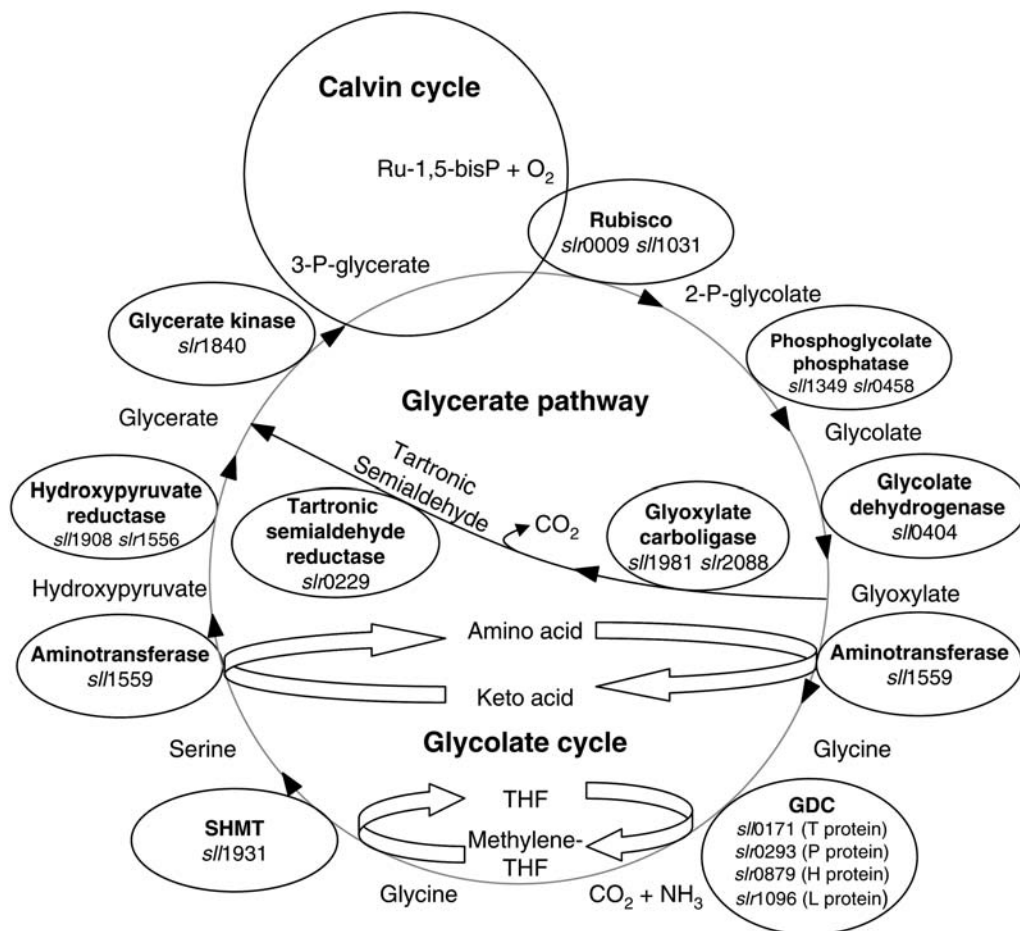 Calvin cycle
Ru-1,5-bisP + O₂
Rubisco
slr0009 sll1031
3-P-glycerate
2-P-glycolate
Glycerate kinase
slr1840
Phosphoglycolate
phosphatase
sll1349 slr0458
Glycerate pathway
Glycerate
Glycolate
Tartronic
Semialdehyde
Hydroxypyruvate
reductase
sll1908 slr1556
Tartronic
semialdehyde
reductase
slr0229
CO₂
Glyoxylate
carboligase
sll1981 slr2088
Glycolate
dehydrogenase
sll0404
Hydroxypyruvate
Glyoxylate
Aminotransferase
sll1559
Amino acid
Keto acid
Aminotransferase
sll1559
Glycolate cycle
Serine
Glycine
SHMT
sll1931
THF
Methylene-
THF
GDC
sll0171 (T protein)
slr0293 (P protein)
slr0879 (H protein)
slr1096 (L protein)
Glycine
CO₂ + NH₃